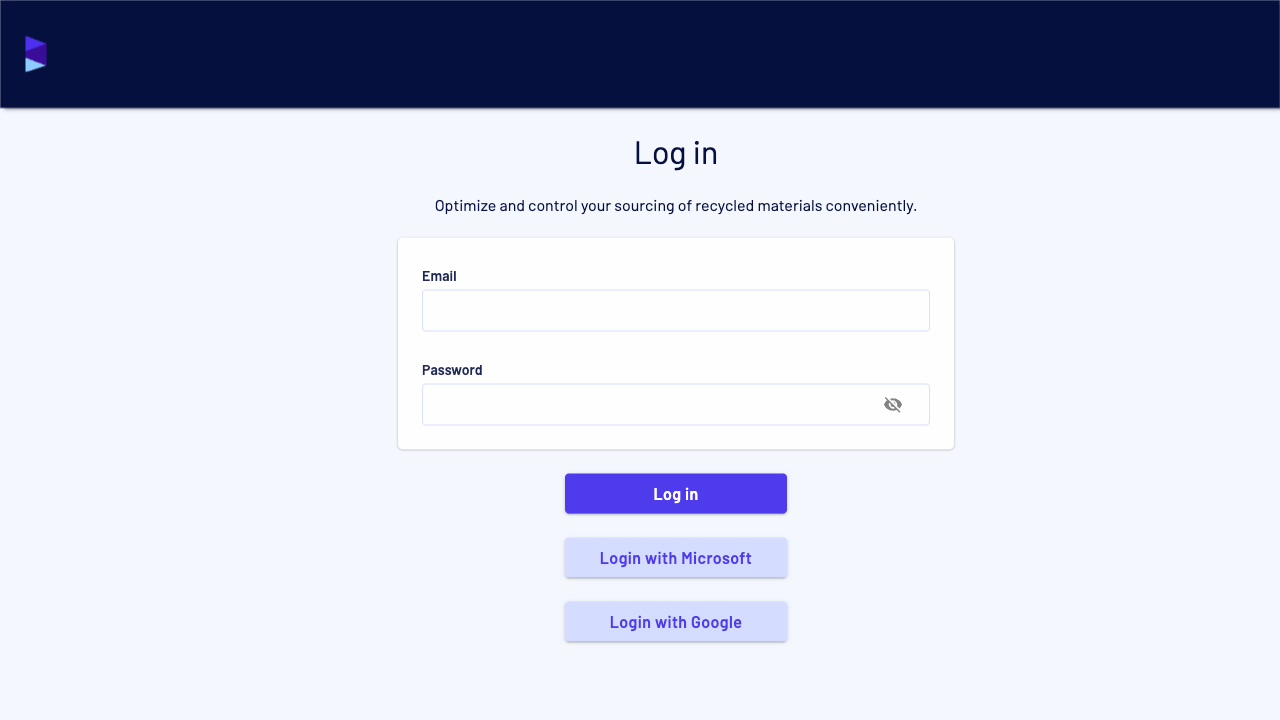 Log in
Optimize and control your sourcing of recycled materials conveniently.
Email
Password
Log in
Login with Microsoft
Login with Google